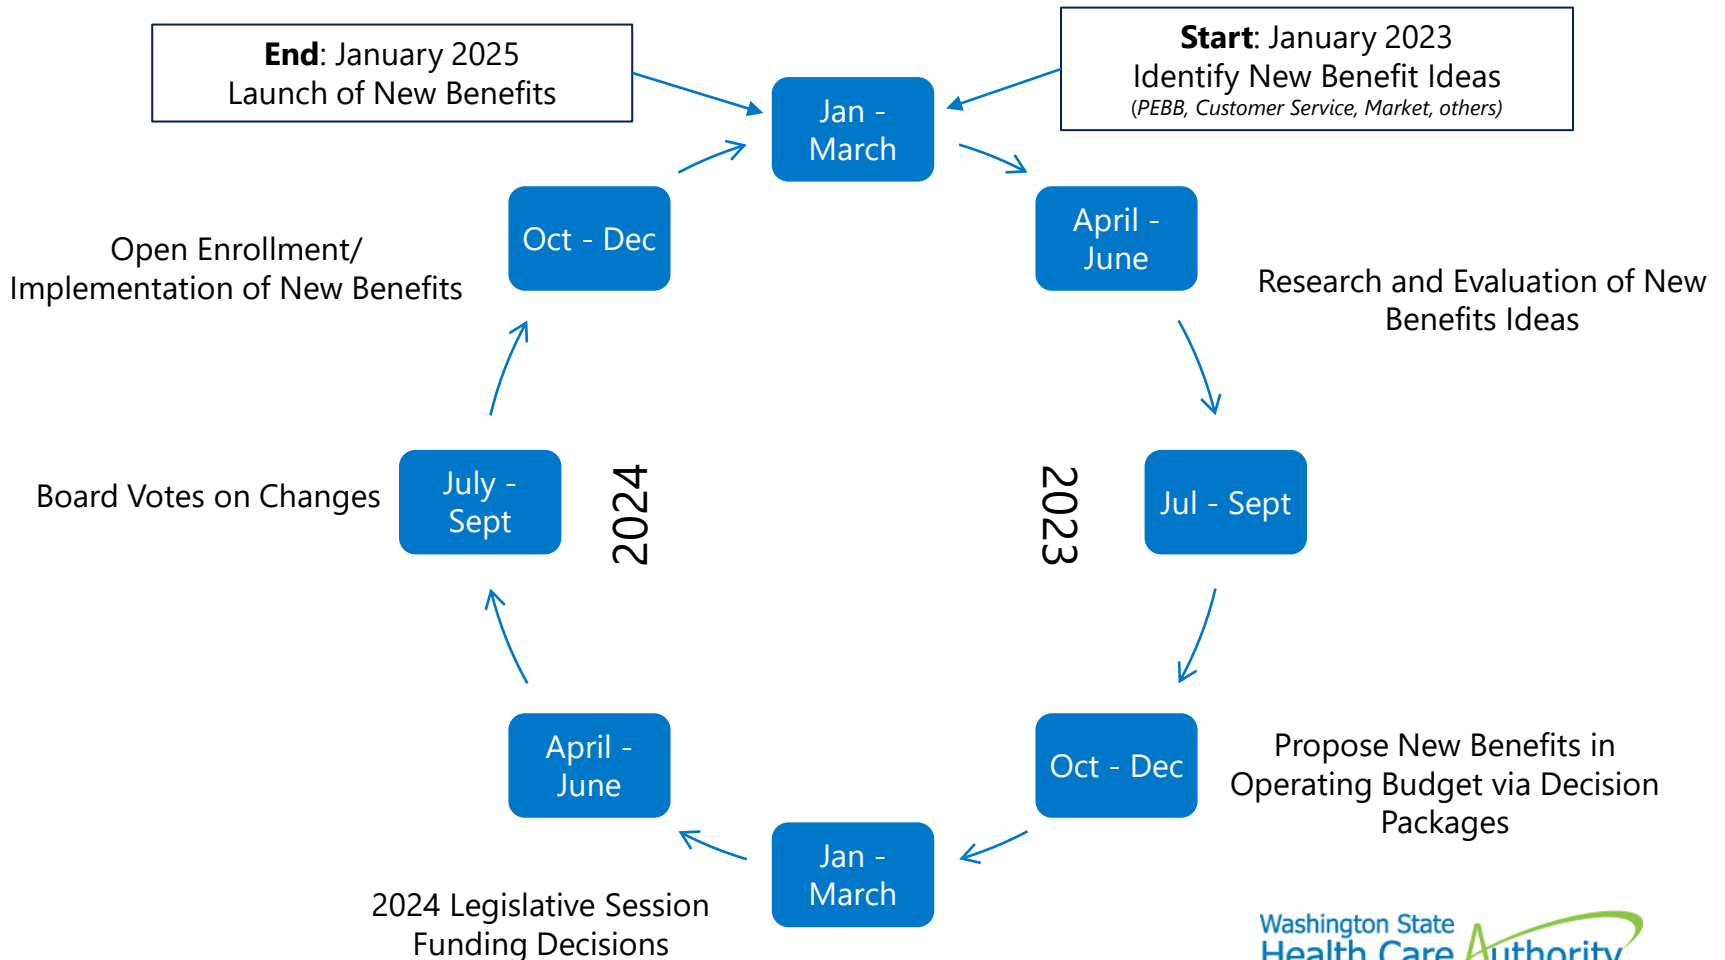 End: January 2025
Launch of New Benefits
Start: January 2023
Identify New Benefit Ideas
(PEBB, Customer Service, Market, others)
Jan -
March
April -
June
Research and Evaluation of New
Benefits Ideas
Jul - Sept
2023
Oct - Dec
Propose New Benefits in
Operating Budget via Decision
Packages
Jan -
March
2024 Legislative Session
Funding Decisions
April -
June
July -
Sept
2024
Board Votes on Changes
Oct - Dec
Open Enrollment/
Implementation of New Benefits
Washington State
Health Care Authority